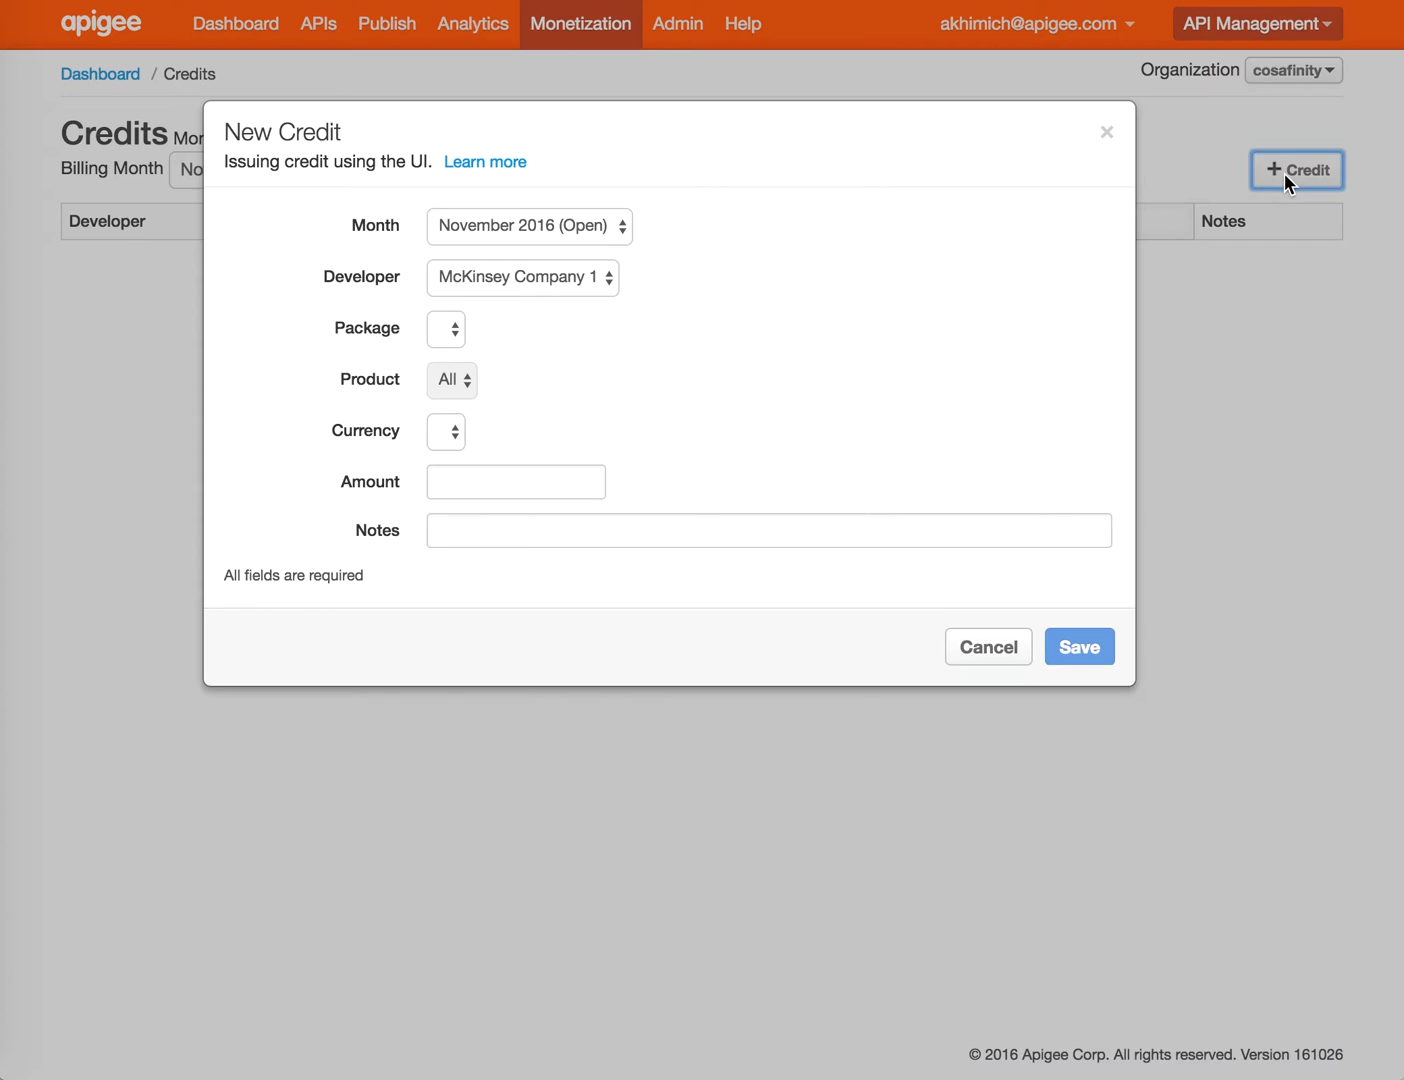 apigee Dashboard APIs Publish Analytics Monetization Admin Help akhimich@apigee.com API Management
Dashboard / Credits Organization cosafinity
Credits Mor
New Credit
Issuing credit using the UI. Learn more
Billing Month No
+ Credit
Developer Notes
Month November 2016 (Open)
Developer McKinsey Company 1
Package
Product All
Currency
Amount
Notes
All fields are required
Cancel Save
© 2016 Apigee Corp. All rights reserved. Version 161026